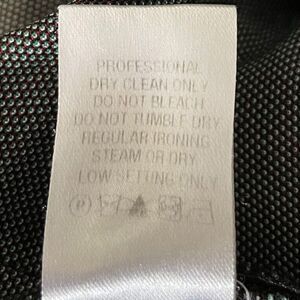 PROFESSIONAL
DRY CLEAN ONLY
DO NOT BLEACH
DO NOT TUMBLE DRY
REGULAR IRONING
STEAM OR DRY
LOW SETTING ONLY
P